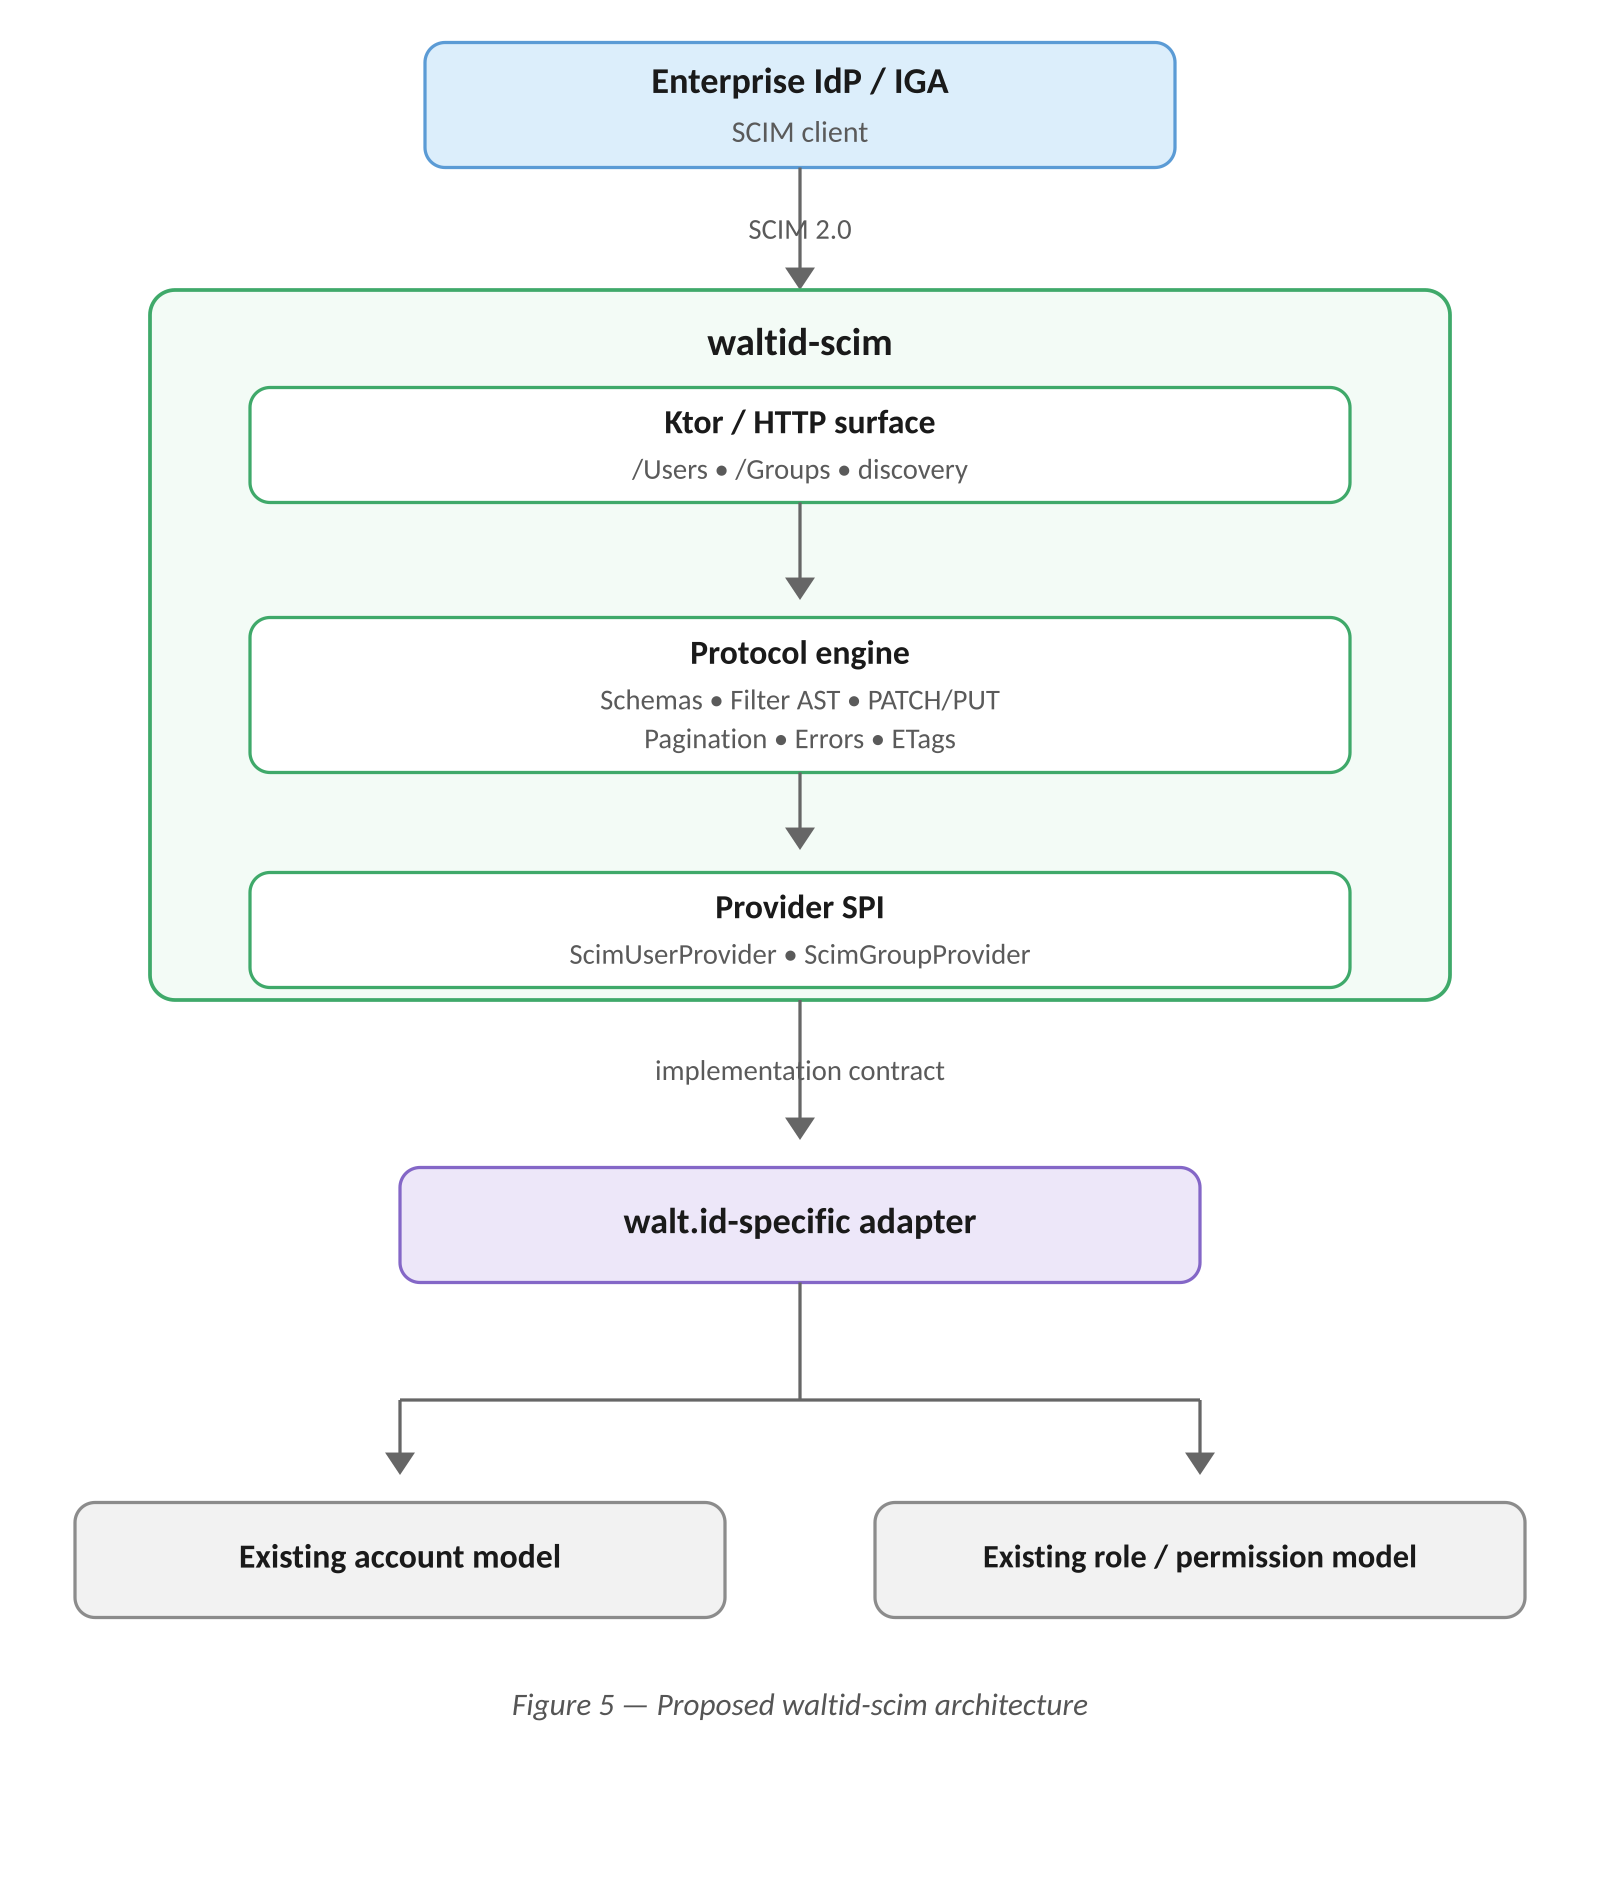 Enterprise IdP / IGA
SCIM client
SCIM 2.0
waltid-scim
Ktor / HTTP surface
/Users • /Groups • discovery
Protocol engine
Schemas • Filter AST • PATCH/PUT
Pagination • Errors • ETags
Provider SPI
ScimUserProvider • ScimGroupProvider
implementation contract
walt.id-specific adapter
Existing account model
Existing role / permission model
Figure 5 — Proposed waltid-scim architecture